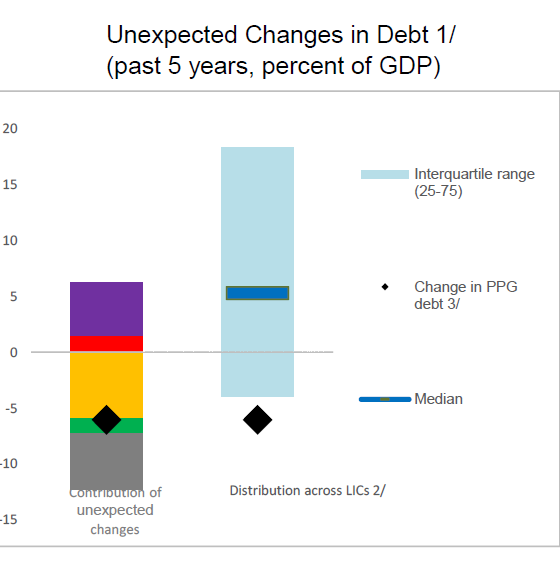 Unexpected Changes in Debt 1/
(past 5 years, percent of GDP)
20
15
10
5
0
-5
-10
-15
Interquartile range
(25-75)
Change in PPG
debt 3/
Median
Contribution of
unexpected
changes
Distribution across LICs 2/